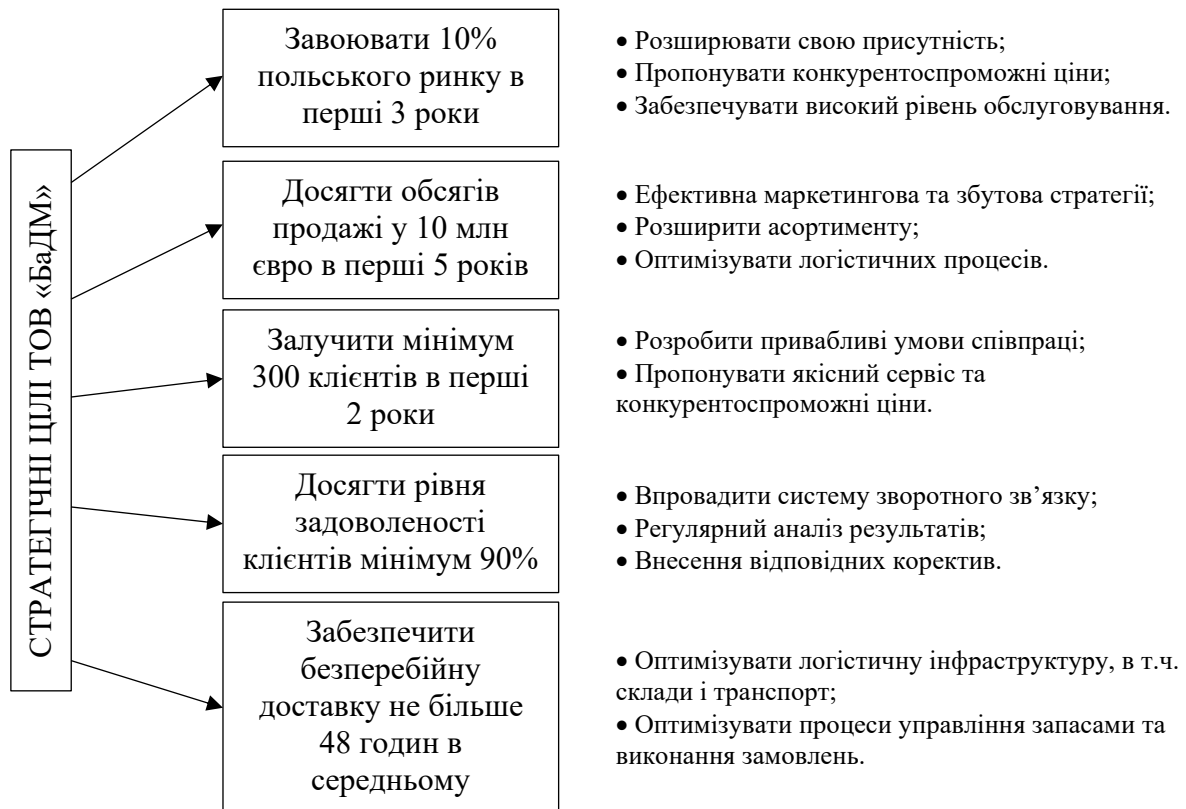 СТРАТЕГІЧНІ ЦІЛІ ТОВ «БаДМ»
Завоювати 10%
польського ринку в
перші 3 роки
• Розширювати свою присутність;
• Пропонувати конкурентоспроможні ціни;
• Забезпечувати високий рівень обслуговування.
Досягти обсягів
продажі у 10 млн
євро в перші 5 років
• Ефективна маркетингова та збутова стратегії;
• Розширити асортименту;
• Оптимізувати логістичних процесів.
Залучити мінімум
300 клієнтів в перші
2 роки
• Розробити привабливі умови співпраці;
• Пропонувати якісний сервіс та
конкурентоспроможні ціни.
Досягти рівня
задоволеності
клієнтів мінімум 90%
• Впровадити систему зворотного зв’язку;
• Регулярний аналіз результатів;
• Внесення відповідних коректив.
Забезпечити
безперебійну
доставку не більше
48 годин в
середньому
• Оптимізувати логістичну інфраструктуру, в т.ч.
склади і транспорт;
• Оптимізувати процеси управління запасами та
виконання замовлень.